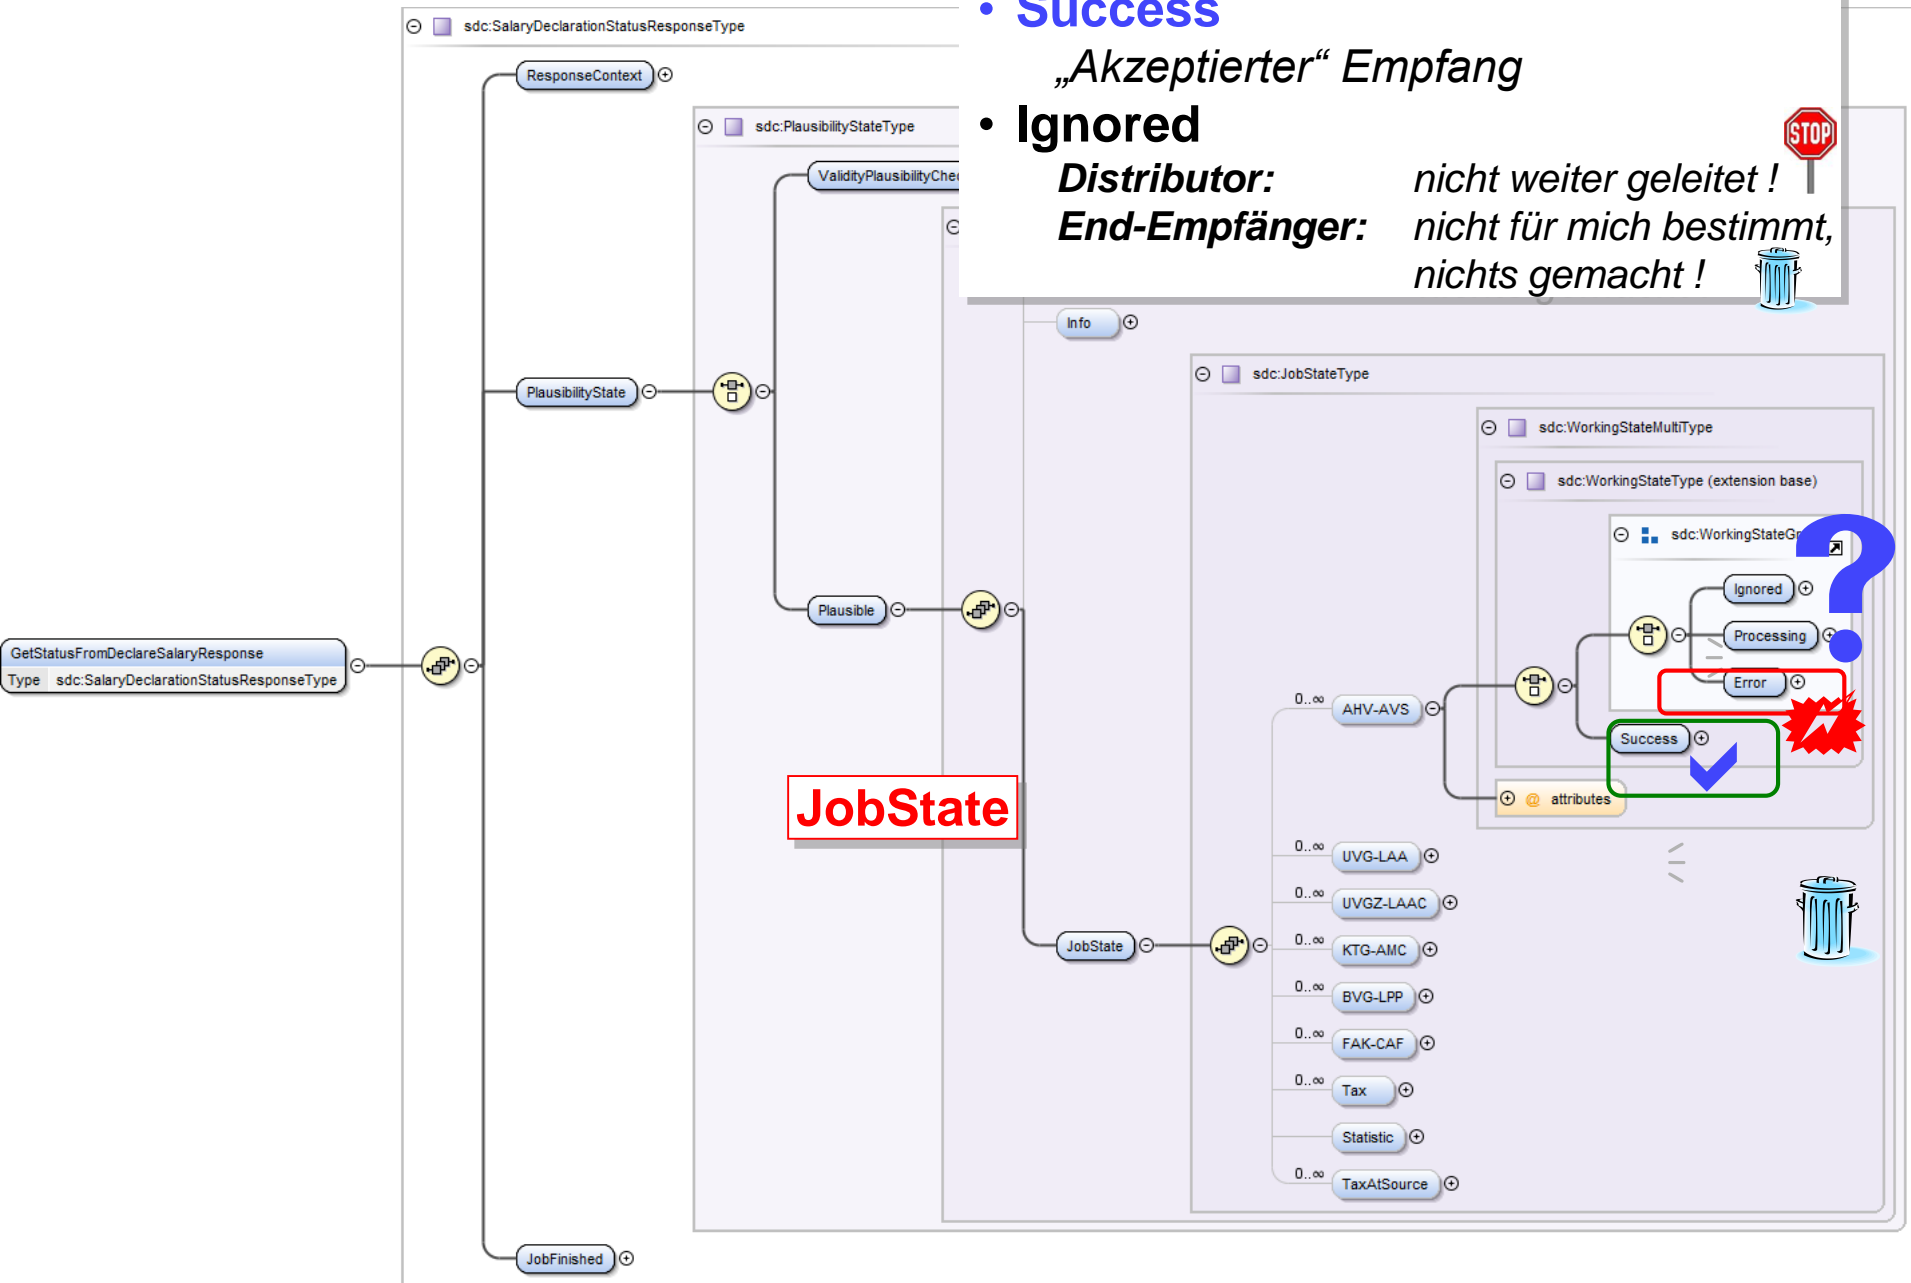 • Success
„Akzeptierter“ Empfang
• Ignored
STOP
Distributor: nicht weiter geleitet !
End-Empfänger: nicht für mich bestimmt,
nichts gemacht !
sdc:SalaryDeclarationStatusResponseType
ResponseContext
sdc:PlausibilityStateType
Info
sdc:JobStateType
PlausibilityState
sdc:WorkingStateMultiType
sdc:WorkingStateType (extension base)
?
Ignored
Plausible
Processing
GetStatusFromDeclareSalaryResponse
Type sdc:SalaryDeclarationStatusResponseType
Error
0..∞ AHV-AVS
Success
@ attributes
JobState
0..∞ UVG-LAA
0..∞ UVGZ-LAAC
JobState
0..∞ KTG-AMC
0..∞ BVG-LPP
0..∞ FAK-CAF
0..∞ Tax
Statistic
0..∞ TaxAtSource
JobFinished